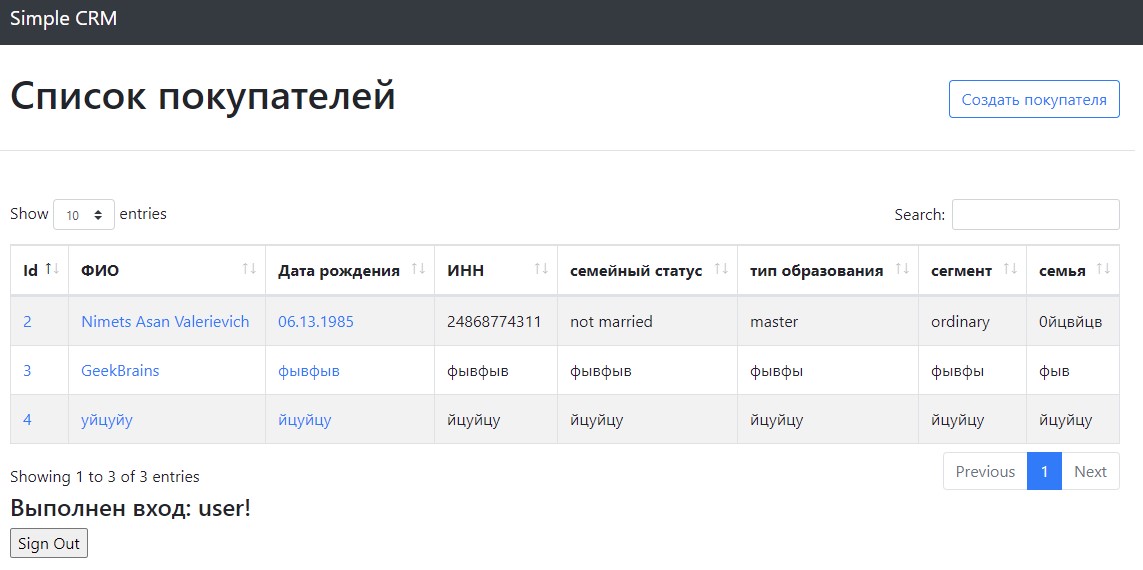 Simple CRM
Список покупателей
Создать покупателя
Show 10 entries
Search:
Id ФИО Дата рождения ИНН семейный статус тип образования сегмент семья
2 Nimets Asan Valerievich 06.13.1985 24868774311 not married master ordinary 0йцвйцв
3 GeekBrains фывфыв фывфыв фывфыв фывфы фывфы фыв
4 уйцуйу йцуйцу йцуйцу йцуйцу йцуйцу йцуйцу йцуйцу
Showing 1 to 3 of 3 entries
Previous 1 Next
Выполнен вход: user!
Sign Out